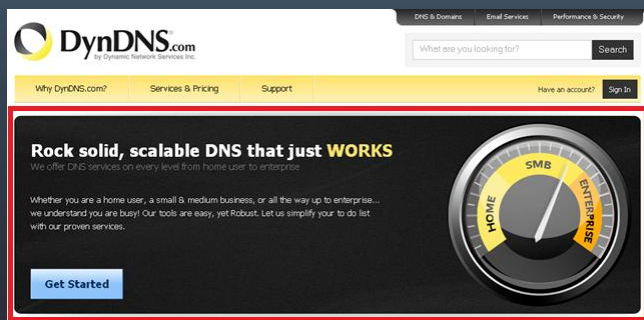 DNS & Domains Email Services Performance & Security
DynDNS.com
by Dynamic Network Services Inc.
What are you looking for? Search
Why DynDNS.com? Services & Pricing Support Have an account? Sign In
Rock solid, scalable DNS that just WORKS
We offer DNS services on every level from home user to enterprise
Whether you are a home user, a small & medium business, or all the way up to enterprise...
we understand you are busy! Our tools are easy, yet Robust. Let us simplify your to do list
with our proven services.
Get Started
HOME
SMB
ENTERPRISE